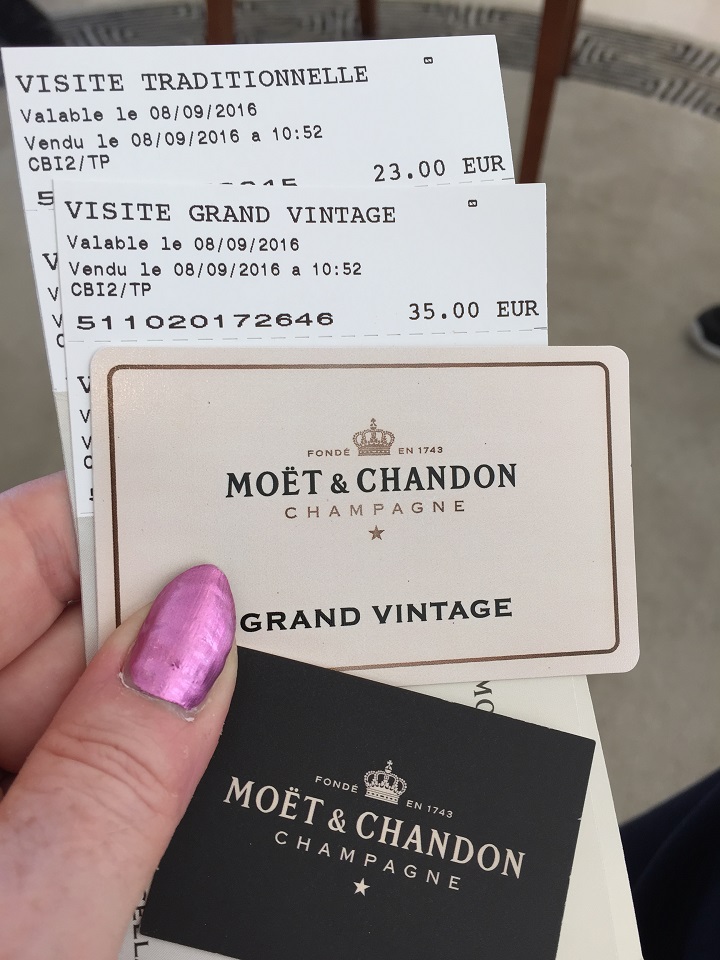 VISITE TRADITIONNELLE
Valable le 08/09/2016
Vendu le 08/09/2016 a 10:52
CBI2/TP
23.00 EUR
VISITE GRAND VINTAGE
Valable le 08/09/2016
Vendu le 08/09/2016 a 10:52
CBI2/TP
511020172646 35.00 EUR
FONDÉ EN 1743
MOËT & CHANDON
CHAMPAGNE
GRAND VINTAGE
FONDÉ EN 1743
MOËT & CHANDON
CHAMPAGNE